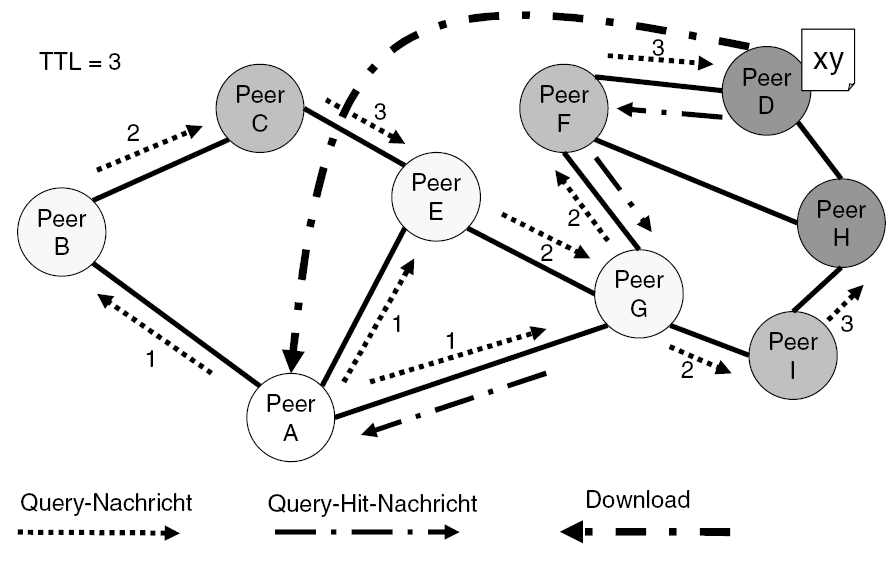 TTL = 3
3
Peer
D
xy
Peer
C
Peer
F
2
3
Peer
E
Peer
B
2
2
Peer
H
Peer
G
1
1
1
2
3
Peer
I
Peer
A
Query-Nachricht
Query-Hit-Nachricht
Download